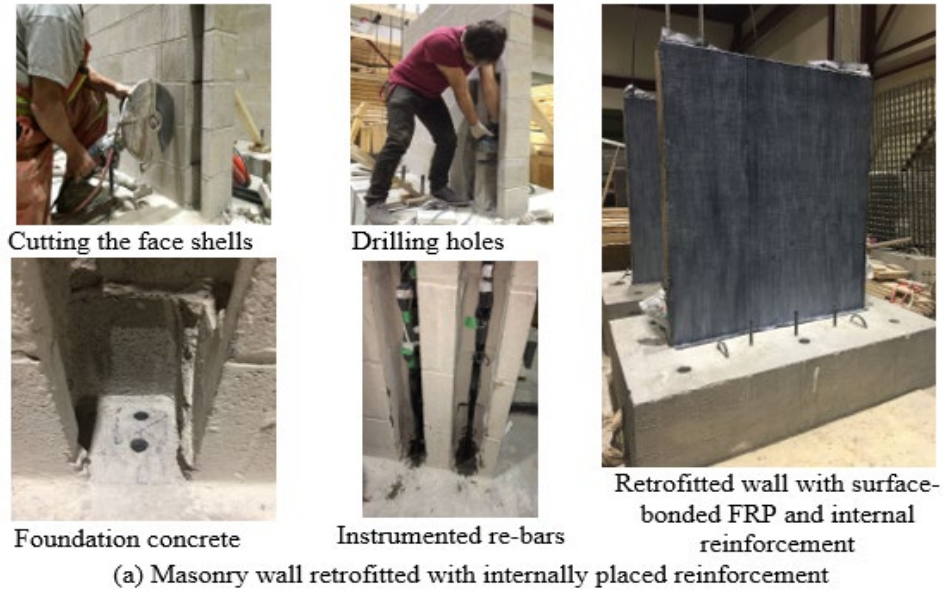 Cutting the face shells
Drilling holes
Foundation concrete
Instrumented re-bars
Retrofitted wall with surface-
bonded FRP and internal
reinforcement
(a) Masonry wall retrofitted with internally placed reinforcement